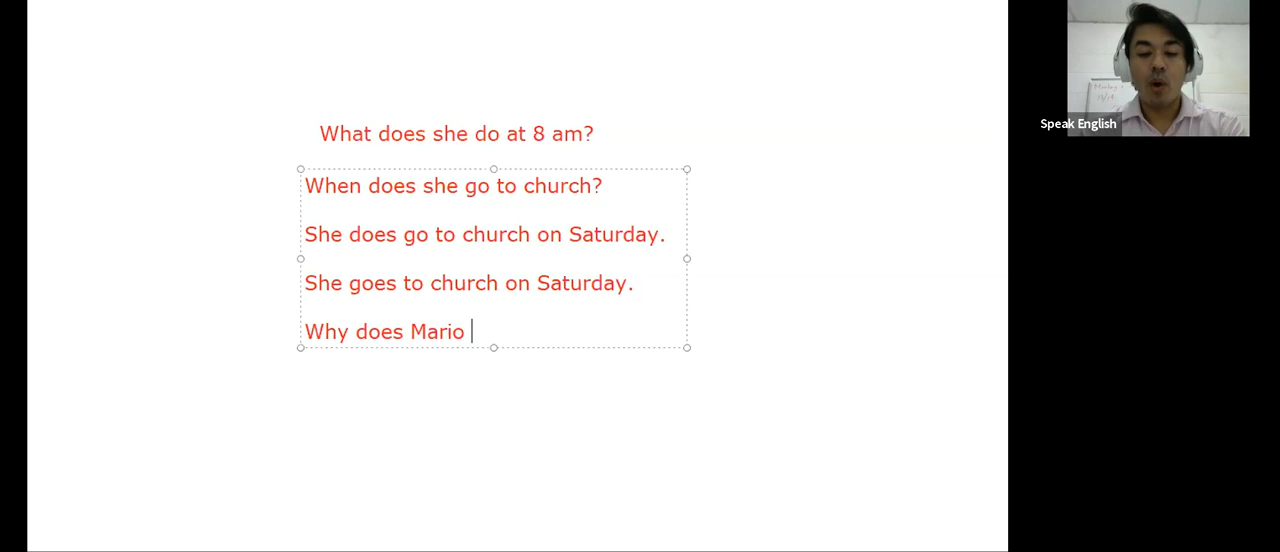 What does she do at 8 am?
When does she go to church?
She does go to church on Saturday.
She goes to church on Saturday.
Why does Mario
Speak English